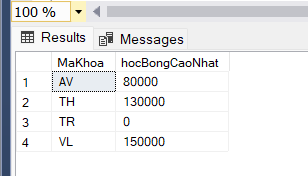 100 %
Results Messages
MaKhoa hocBongCaoNhat
1 AV 80000
2 TH 130000
3 TR 0
4 VL 150000